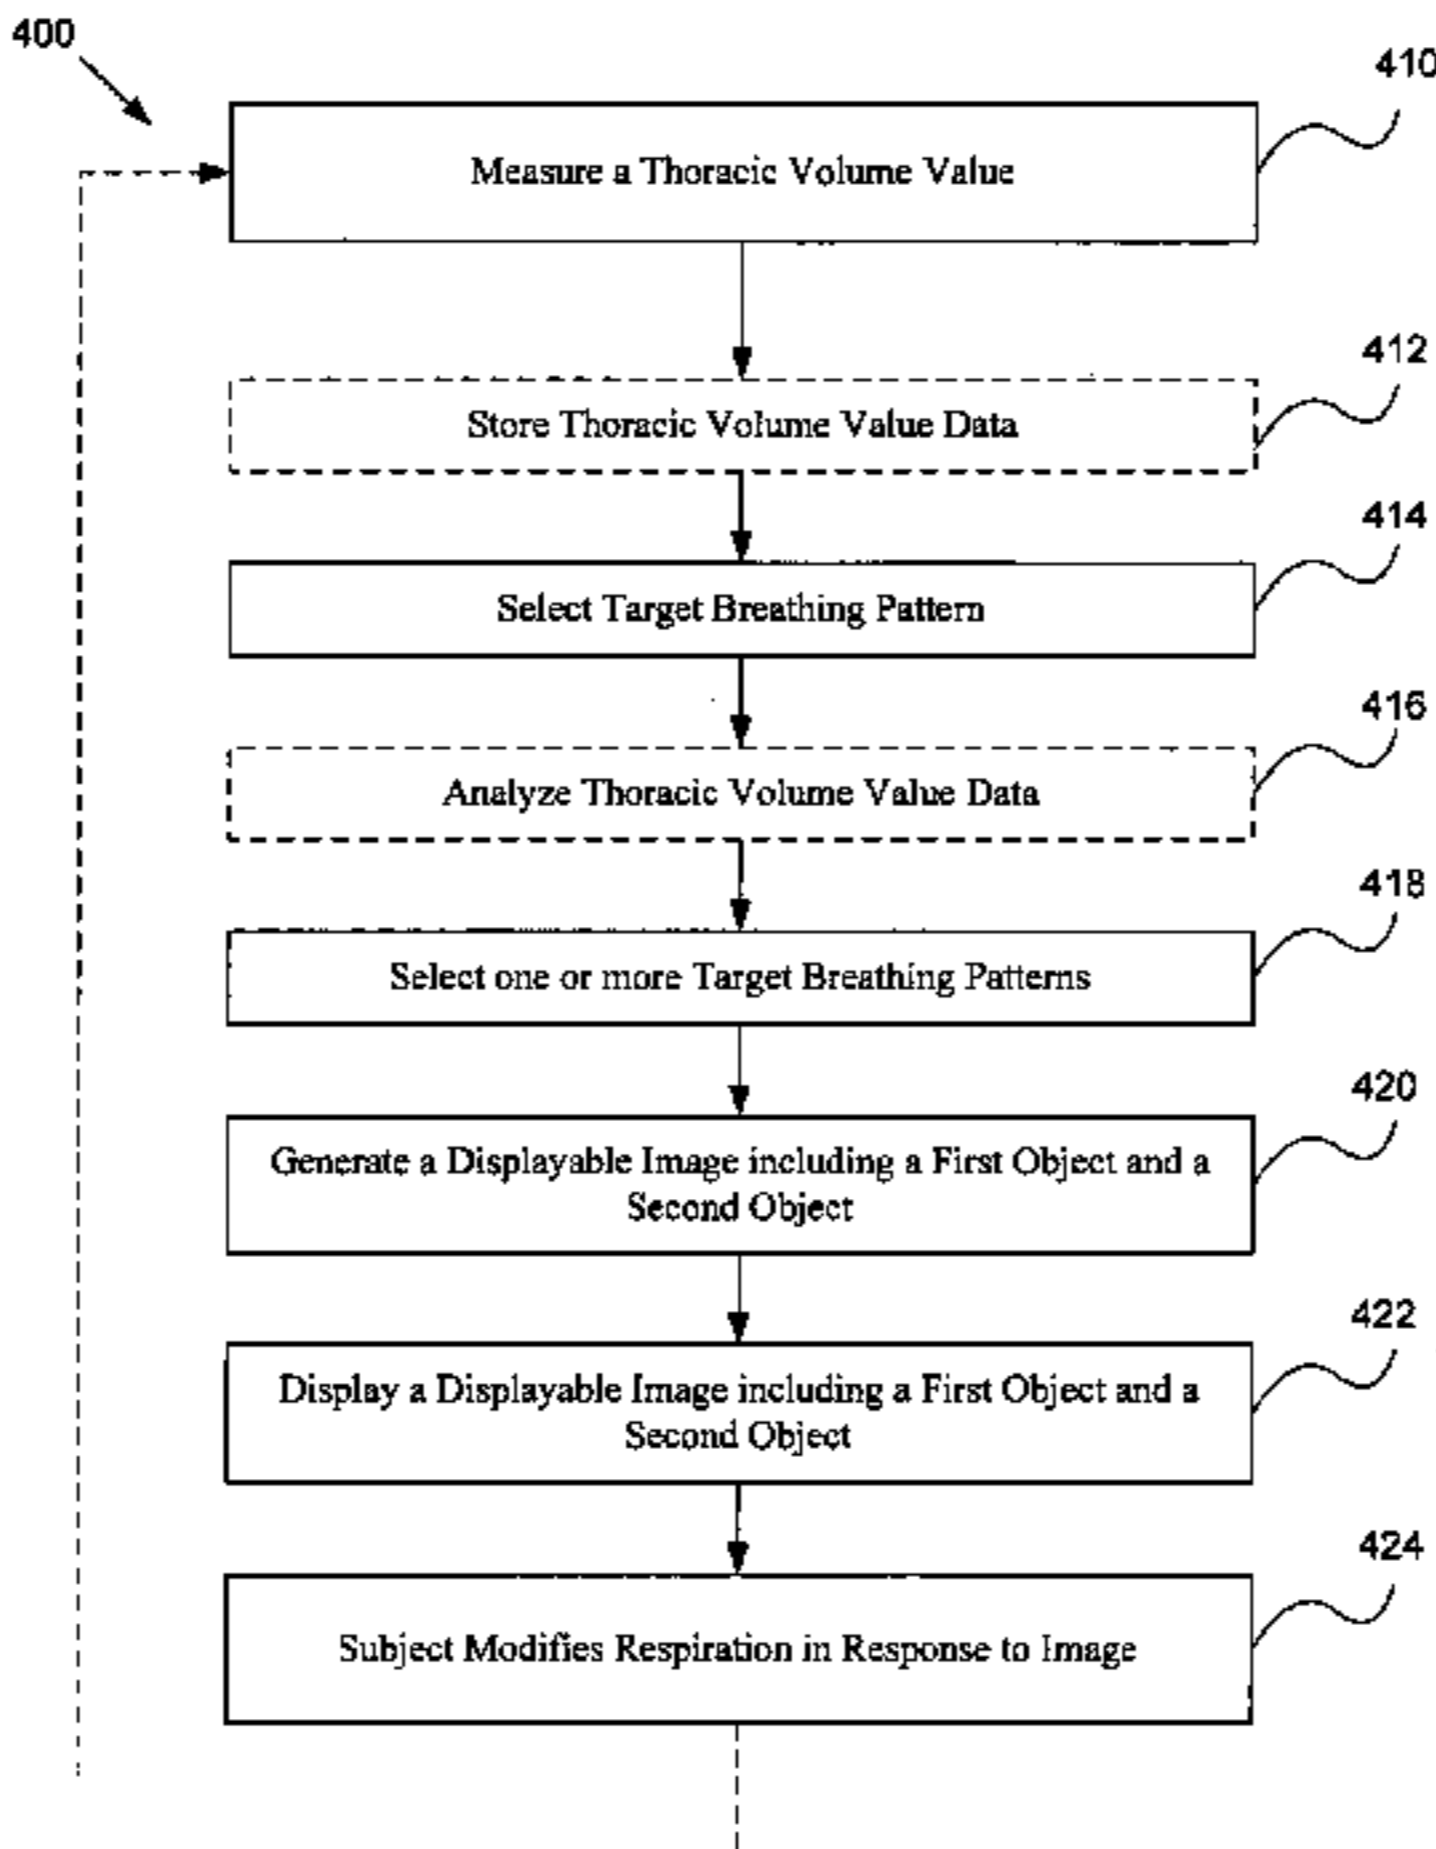 400
410
Measure a Thoracic Volume Value
412
Store Thoracic Volume Value Data
414
Select Target Breathing Pattern
416
Analyze Thoracic Volume Value Data
418
Select one or more Target Breathing Patterns
420
Generate a Displayable Image including a First Object and a
Second Object
422
Display a Displayable Image including a First Object and a
Second Object
424
Subject Modifies Respiration in Response to Image